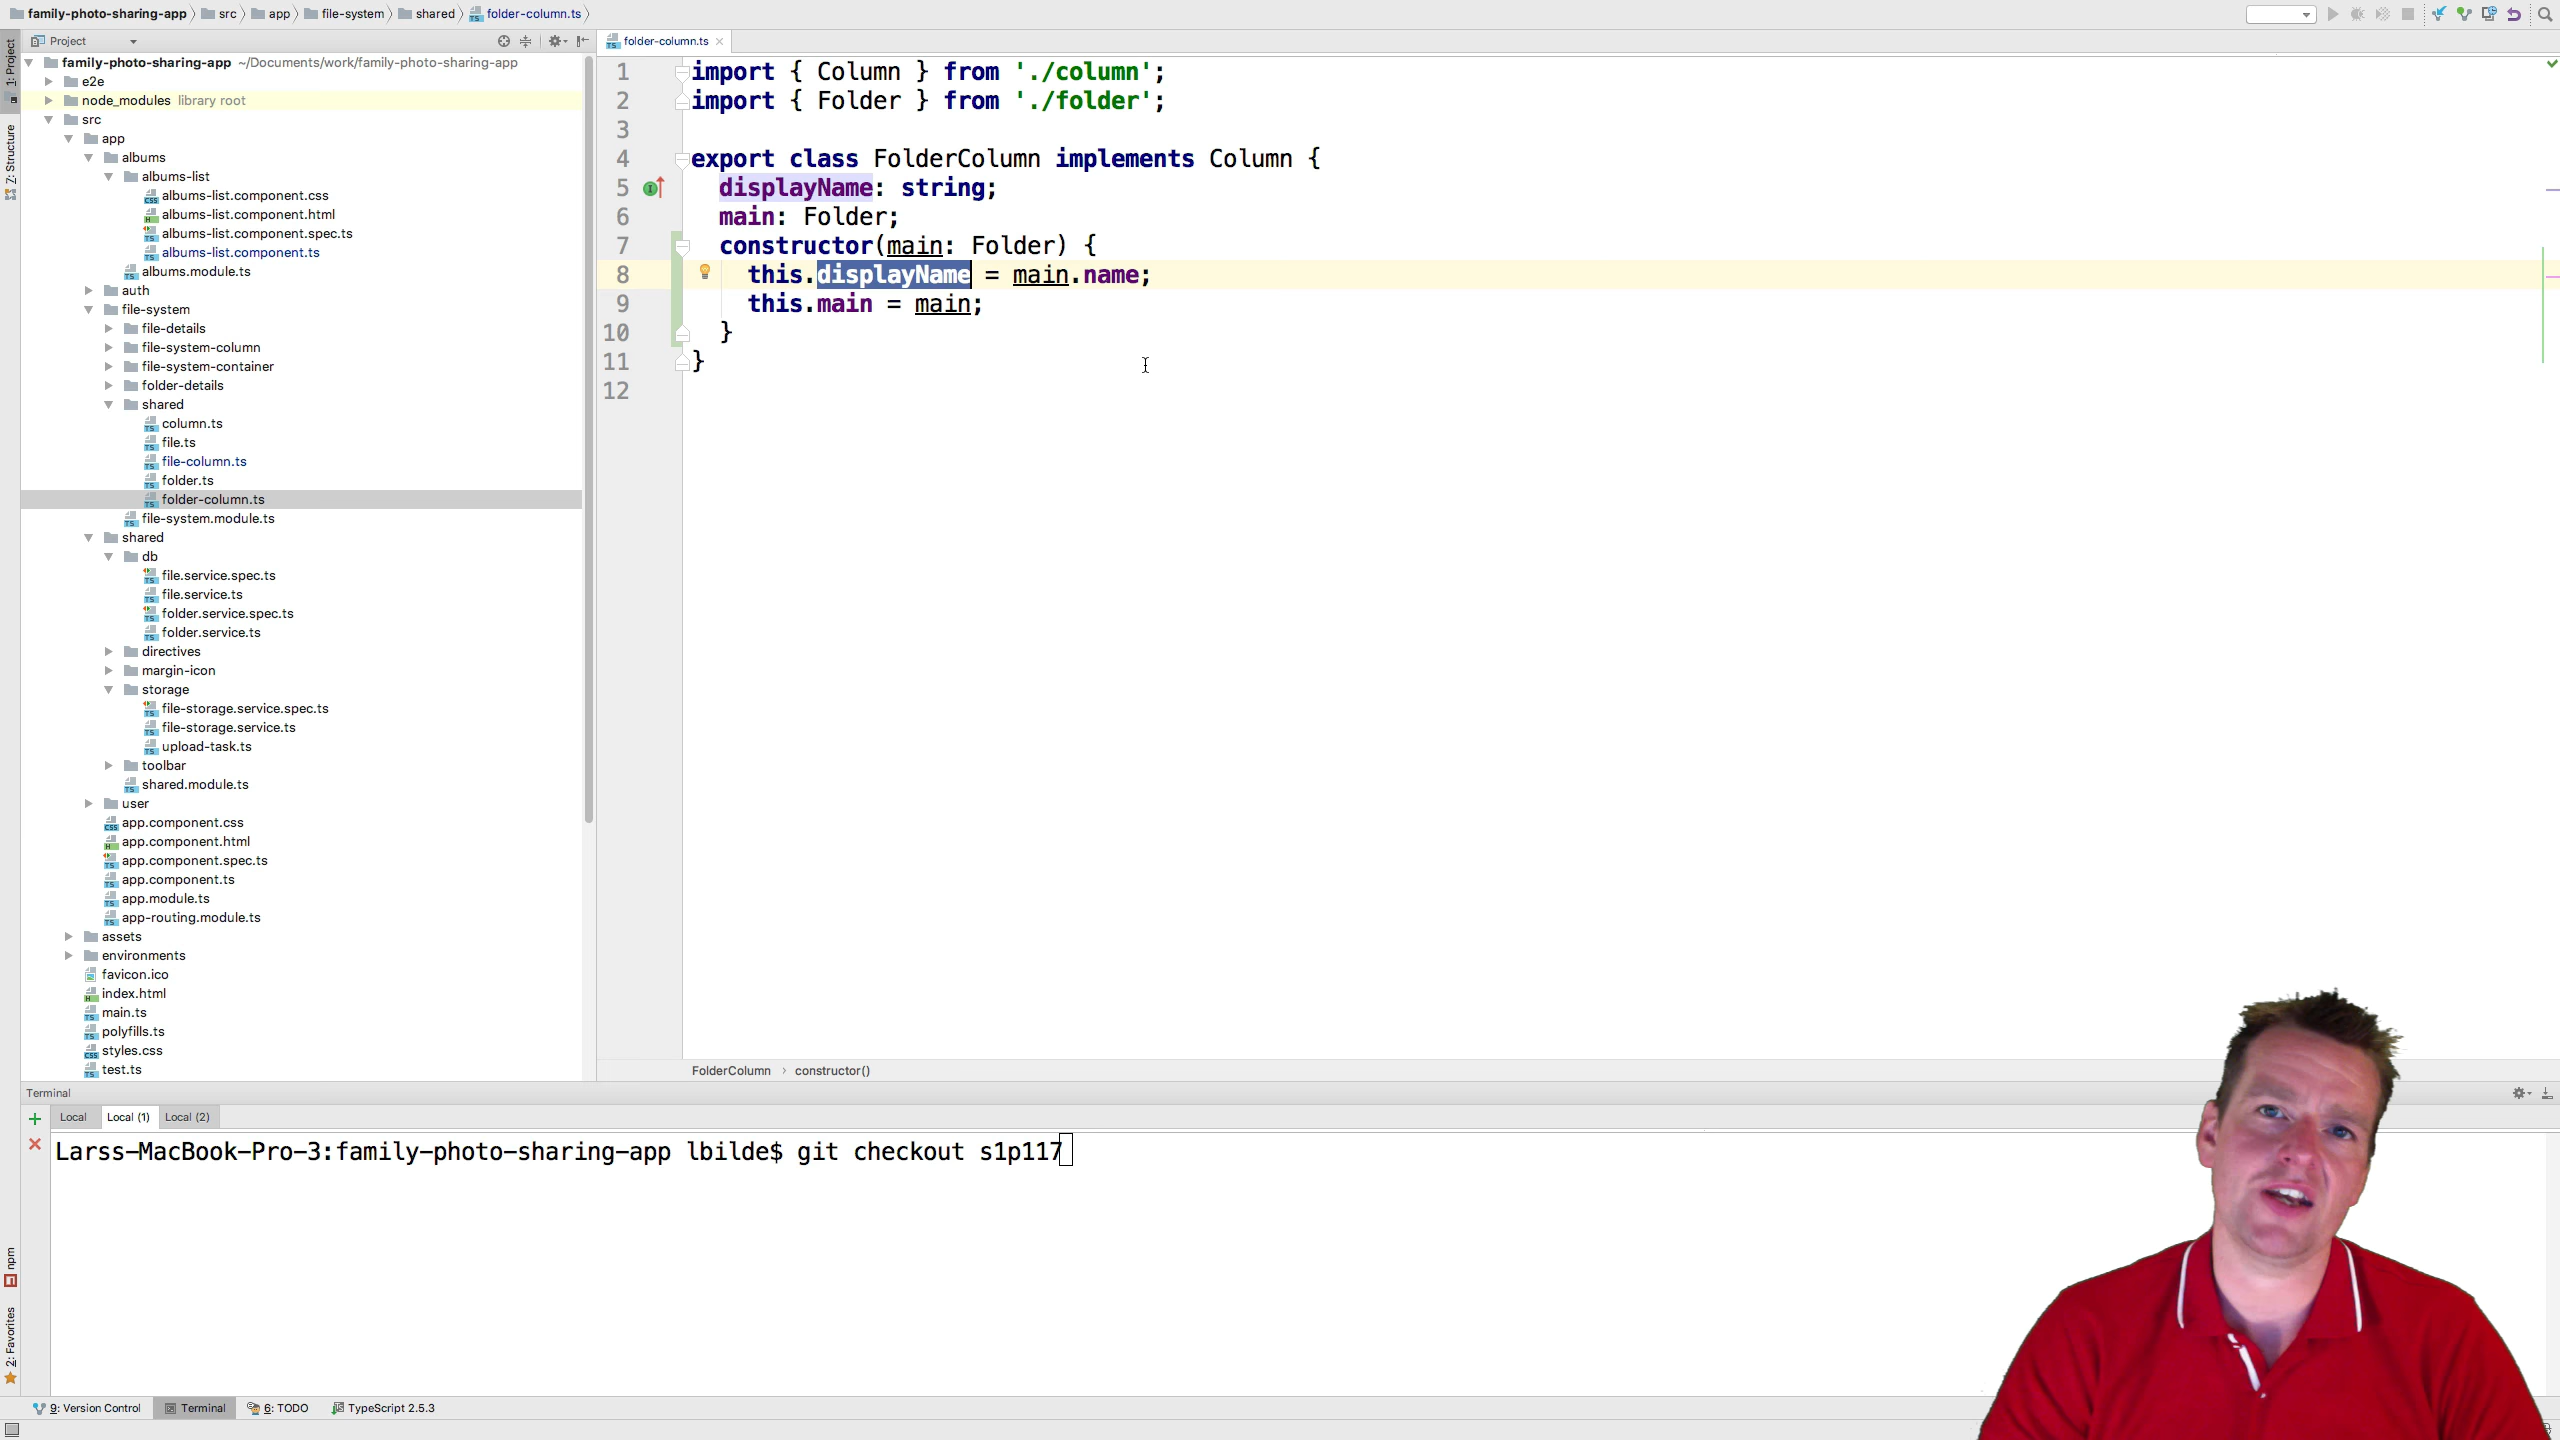 family-photo-sharing-app src app file-system shared folder-column.ts
Project
folder-column.ts
1: Project
Z: Structure
npm
2: Favorites
family-photo-sharing-app ~/Documents/work/family-photo-sharing-app
e2e
node_modules library root
src
app
albums
albums-list
albums-list.component.css
albums-list.component.html
albums-list.component.spec.ts
albums-list.component.ts
albums.module.ts
auth
file-system
file-details
file-system-column
file-system-container
folder-details
shared
column.ts
file.ts
file-column.ts
folder.ts
folder-column.ts
file-system.module.ts
shared
db
file.service.spec.ts
file.service.ts
folder.service.spec.ts
folder.service.ts
directives
margin-icon
storage
file-storage.service.spec.ts
file-storage.service.ts
upload-task.ts
toolbar
shared.module.ts
user
app.component.css
app.component.html
app.component.spec.ts
app.component.ts
app.module.ts
app-routing.module.ts
assets
environments
favicon.ico
index.html
main.ts
polyfills.ts
styles.css
test.ts
1 import { Column } from './column';
2 import { Folder } from './folder';
3
4 export class FolderColumn implements Column {
5 displayName: string;
6 main: Folder;
7 constructor(main: Folder) {
8 this.displayName = main.name;
9 this.main = main;
10 }
11 }
12
FolderColumn › constructor()
Terminal
Local Local (1) Local (2)
Larss-MacBook-Pro-3:family-photo-sharing-app lbilde$ git checkout s1p117
9: Version Control Terminal 6: TODO TypeScript 2.5.3